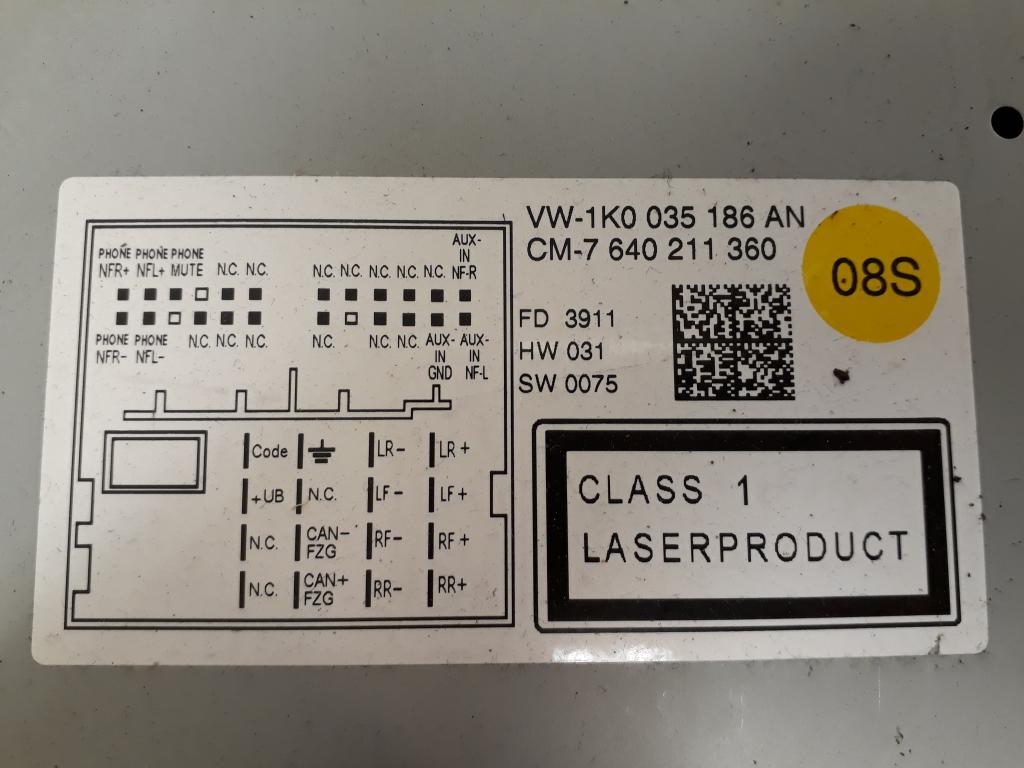 VW-1K0 035 186 AN
CM-7 640 211 360
08S
FD 3911
HW 031
SW 0075
PHONE PHONE PHONE
NFR+ NFL+ MUTE N.C. N.C.
N.C. N.C. N.C. N.C. N.C.
AUX-
IN
NF-R
PHONE PHONE
NFR- NFL-
N.C. N.C. N.C.
N.C. N.C. N.C.
AUX-
IN
GND
AUX-
IN
NF-L
Code LR- LR+
+UB N.C. LF- LF+
N.C. CAN-
FZG RF- RF+
N.C. CAN+
FZG RR- RR+
CLASS 1
LASERPRODUCT